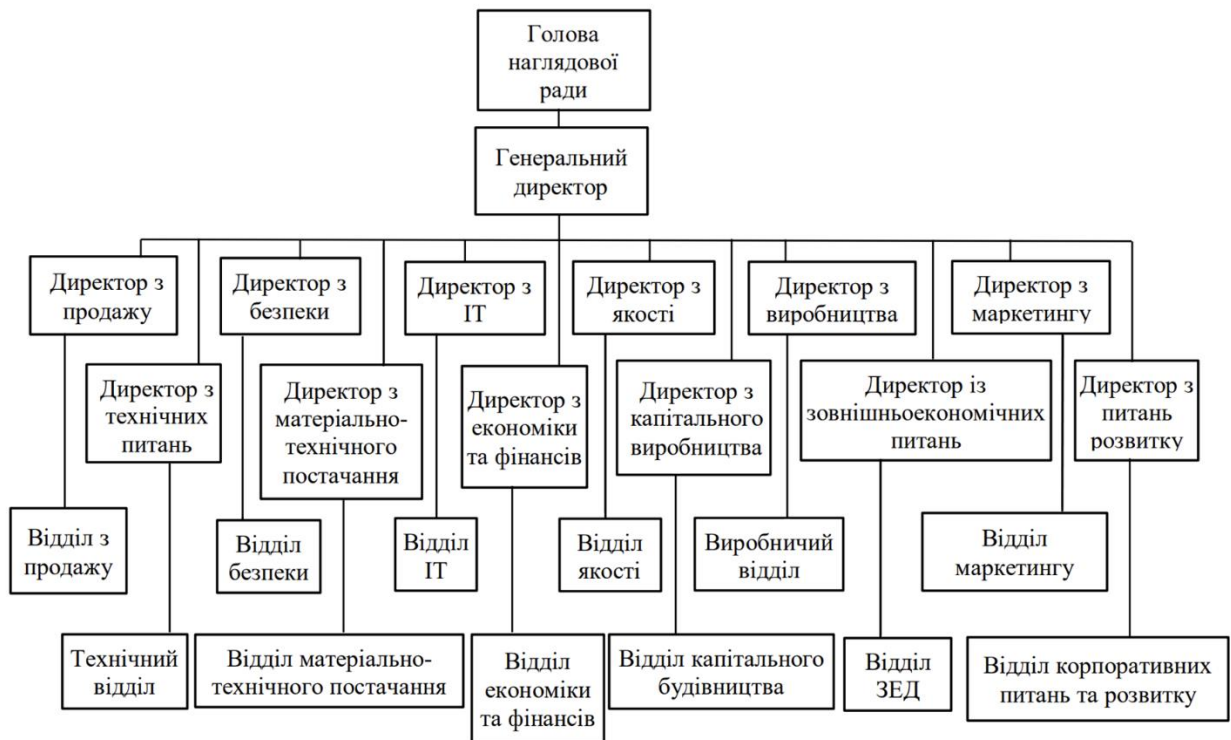 Голова
наглядової
ради
Генеральний
директор
Директор з
продажу
Директор з
безпеки
Директор з
ІТ
Директор з
якості
Директор з
виробництва
Директор з
маркетингу
Директор з
технічних
питань
Директор з
матеріально-
технічного
постачання
Директор з
економіки
та фінансів
Директор з
капітального
виробництва
Директор із
зовнішньоекономічних
питань
Директор з
питань
розвитку
Відділ з
продажу
Відділ
безпеки
Відділ
ІТ
Відділ
якості
Виробничий
відділ
Відділ
маркетингу
Технічний
відділ
Відділ матеріально-
технічного постачання
Відділ
економіки
та фінансів
Відділ капітального
будівництва
Відділ
ЗЕД
Відділ корпоративних
питань та розвитку